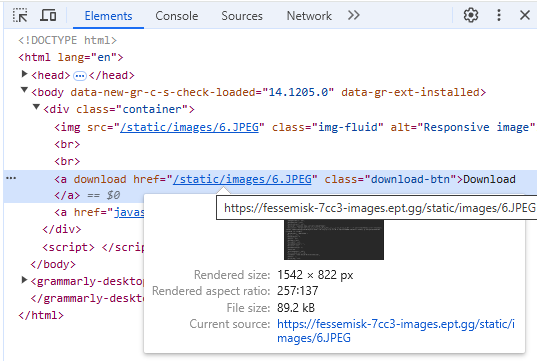 Elements Console Sources Network
<!DOCTYPE html>
<html lang="en">
<head> ⋯ </head>
<body data-new-gr-c-s-check-loaded="14.1205.0" data-gr-ext-installed>
<div class="container">
<img src="/static/images/6.JPEG" class="img-fluid" alt="Responsive image"
<br>
<br>
<a download href="/static/images/6.JPEG" class="download-btn">Download
</a> == $0
https://fessemisk-7cc3-images.ept.gg/static/images/6.JPEG
<a href="javas
</div>
<script> </script>
</body>
<grammarly-desktop
</grammarly-deskto
</html>
Rendered size: 1542 × 822 px
Rendered aspect ratio: 257∶137
File size: 89.2 kB
Current source: https://fessemisk-7cc3-images.ept.gg/static/i
mages/6.JPEG